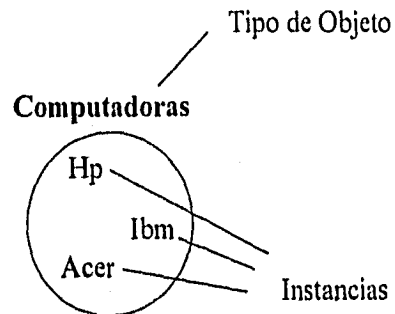 Tipo de Objeto
Computadoras
Hp
Ibm
Acer
Instancias